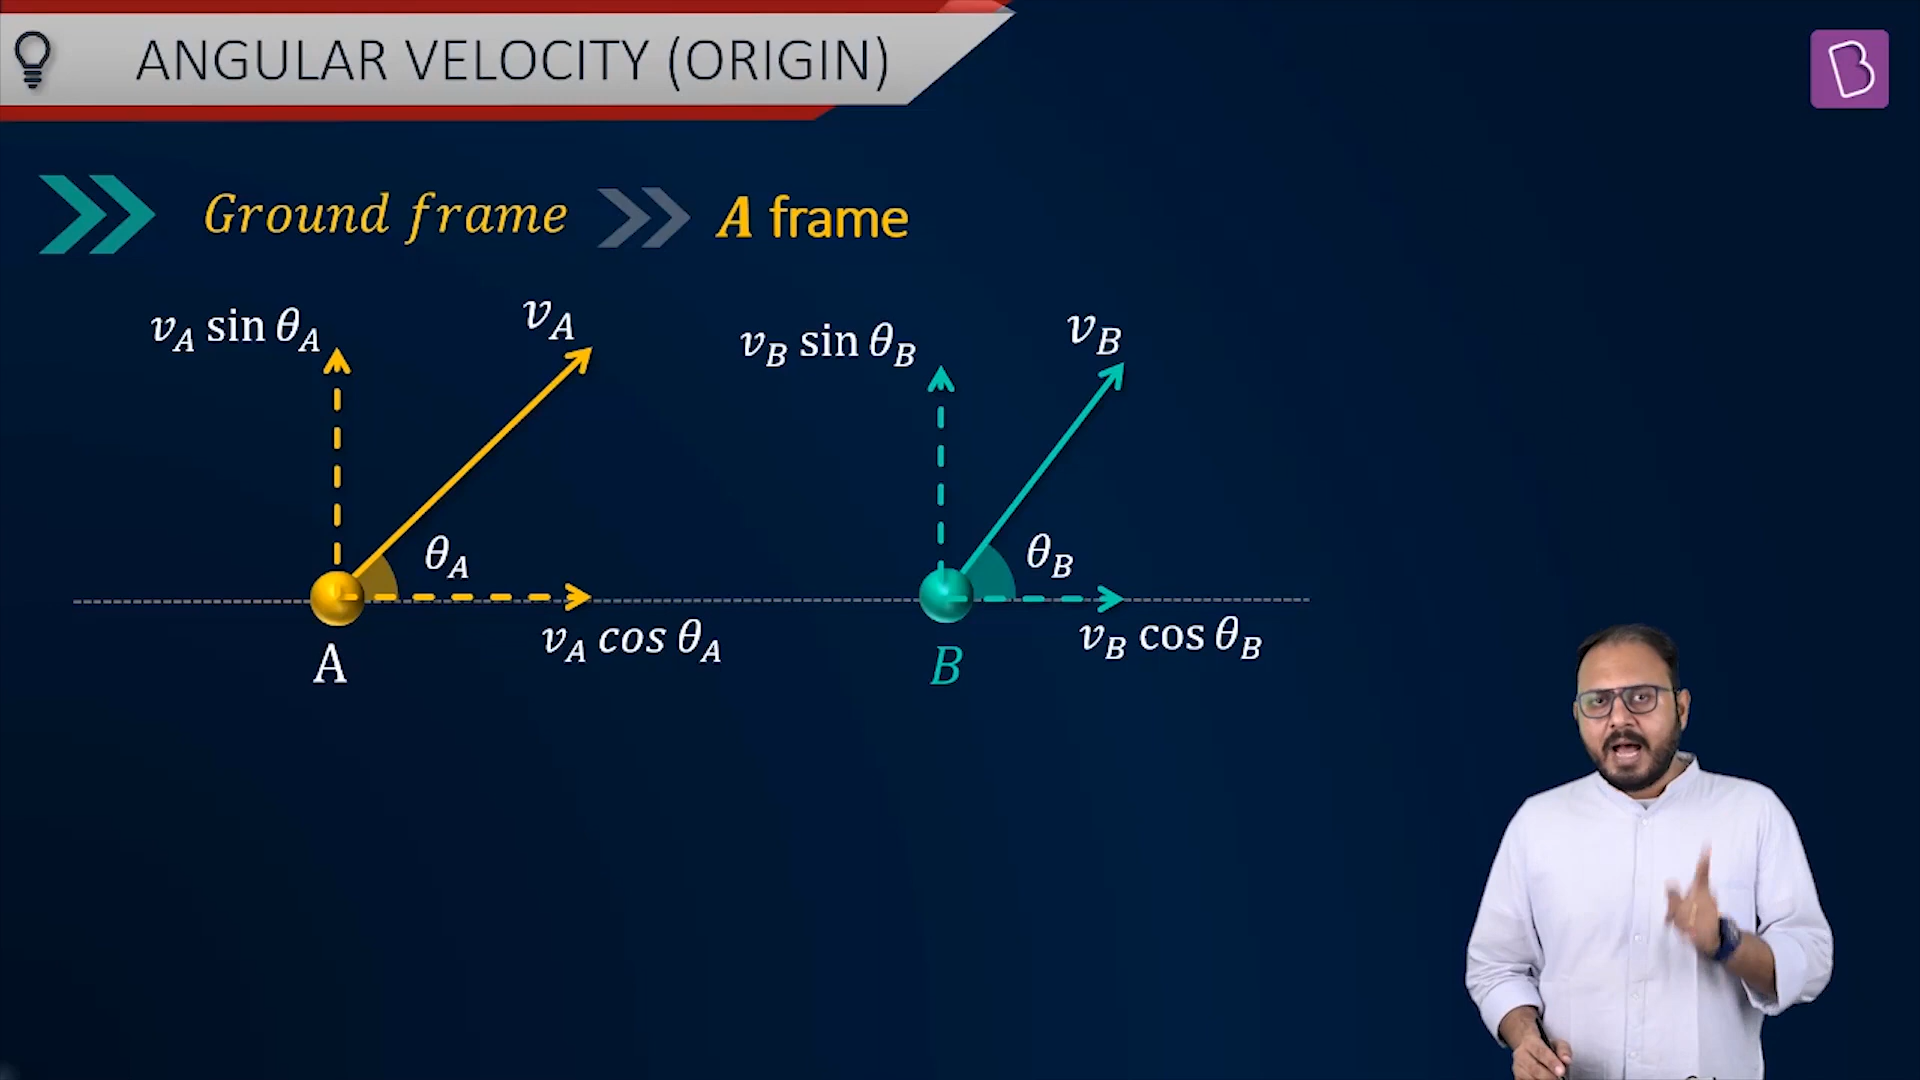 ANGULAR VELOCITY (ORIGIN)
B
Ground frame A frame
v_A sin θ_A
v_A
v_B sin θ_B
v_B
θ_A
θ_B
v_A cos θ_A
v_B cos θ_B
A
B